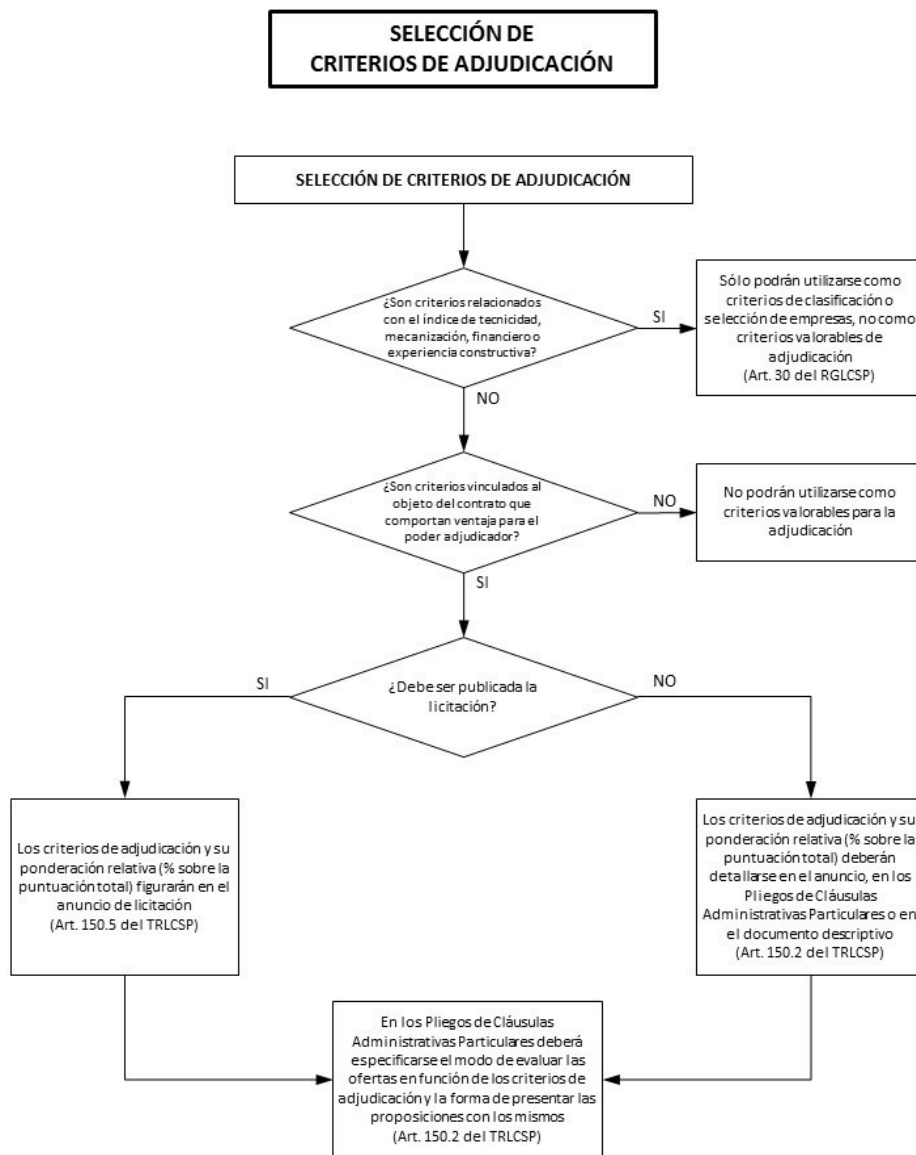 SELECCIÓN DE
CRITERIOS DE ADJUDICACIÓN
SELECCIÓN DE CRITERIOS DE ADJUDICACIÓN
¿Son criterios relacionados
con el índice de tecnicidad,
mecanización, financiero o
experiencia constructiva?
SI
Sólo podrán utilizarse como
criterios de clasificación o
selección de empresas, no como
criterios valorables de
adjudicación
(Art. 30 del RGLCSP)
NO
¿Son criterios vinculados al
objeto del contrato que
comportan ventaja para el
poder adjudicador?
NO
No podrán utilizarse como
criterios valorables para la
adjudicación
SI
¿Debe ser publicada la
licitación?
SI
NO
Los criterios de adjudicación y su
ponderación relativa (% sobre la
puntuación total) figurarán en el
anuncio de licitación
(Art. 150.5 del TRLCSP)
Los criterios de adjudicación y su
ponderación relativa (% sobre la
puntuación total) deberán
detallarse en el anuncio, en los
Pliegos de Cláusulas
Administrativas Particulares o en
el documento descriptivo
(Art. 150.2 del TRLCSP)
En los Pliegos de Cláusulas
Administrativas Particulares deberá
especificarse el modo de evaluar las
ofertas en función de los criterios de
adjudicación y la forma de presentar las
proposiciones con los mismos
(Art. 150.2 del TRLCSP)